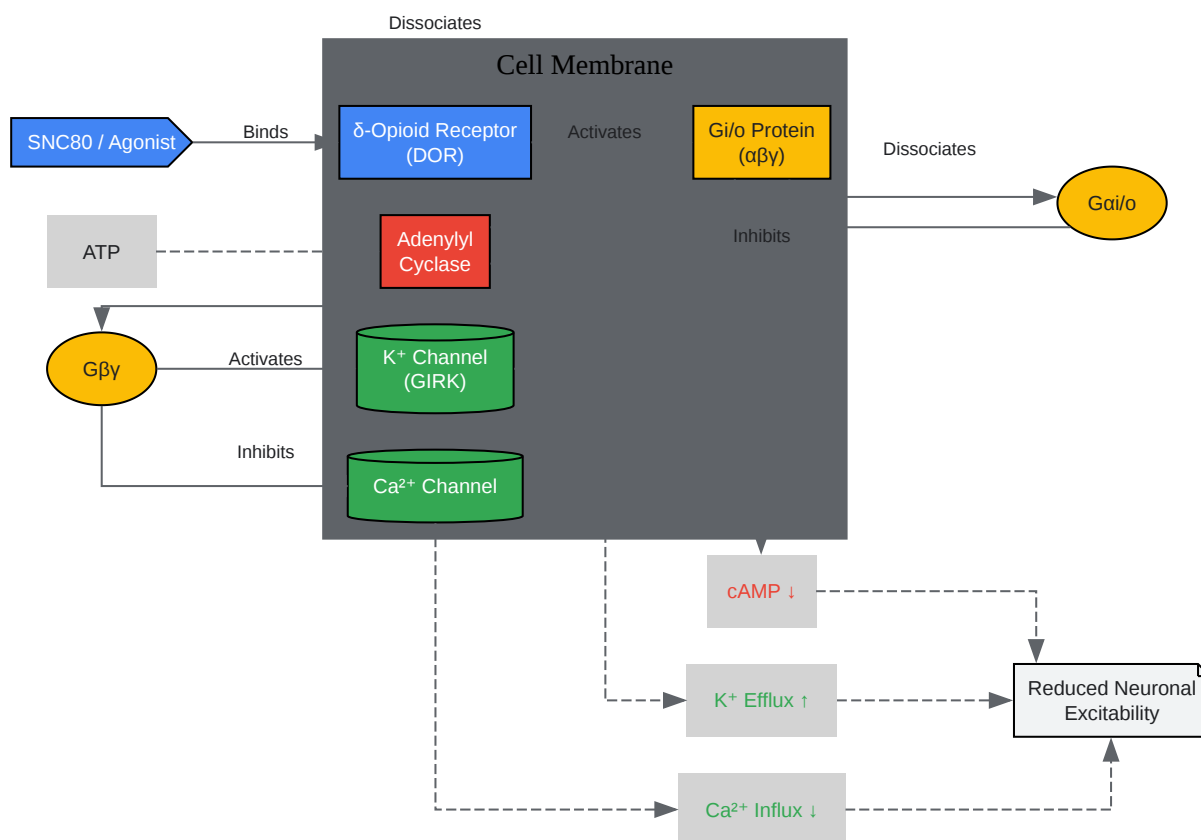 Dissociates
Cell Membrane
SNC80 / Agonist
Binds
δ-Opioid Receptor
(DOR)
Activates
Gi/o Protein
(αβγ)
Dissociates
Gαi/o
ATP
Adenylyl
Cyclase
Inhibits
Gβγ
Activates
K⁺ Channel
(GIRK)
Inhibits
Ca²⁺ Channel
cAMP ↓
K⁺ Efflux ↑
Reduced Neuronal
Excitability
Ca²⁺ Influx ↓